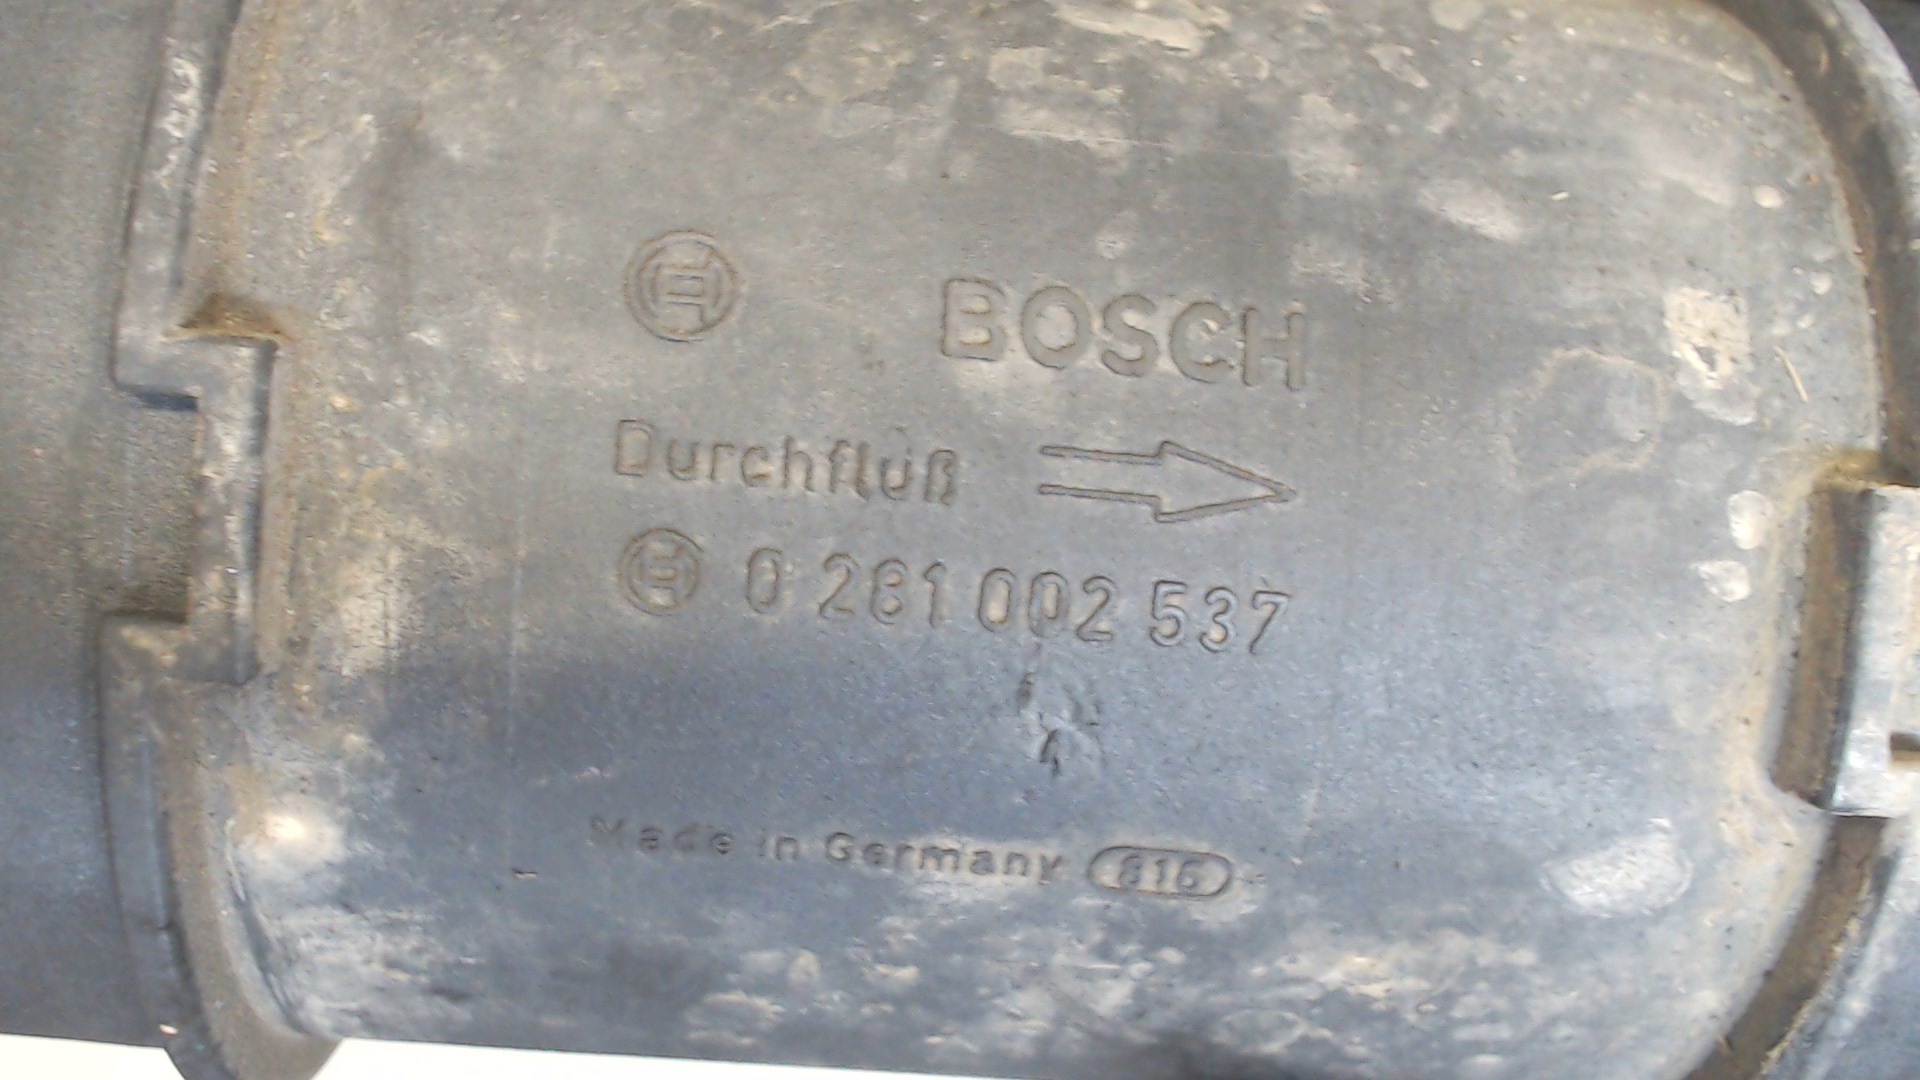 BOSCH
Durchfluß
0 281 002 537
Made in Germany 816